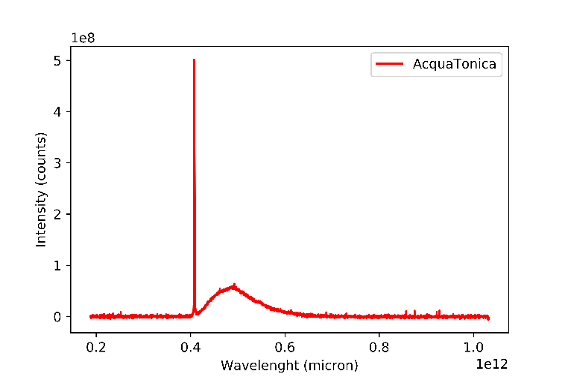 1e8
AcquaTonica
5
4
3
2
1
0
Intensity (counts)
0.2 0.4 0.6 0.8 1.0
1e12
Wavelenght (micron)